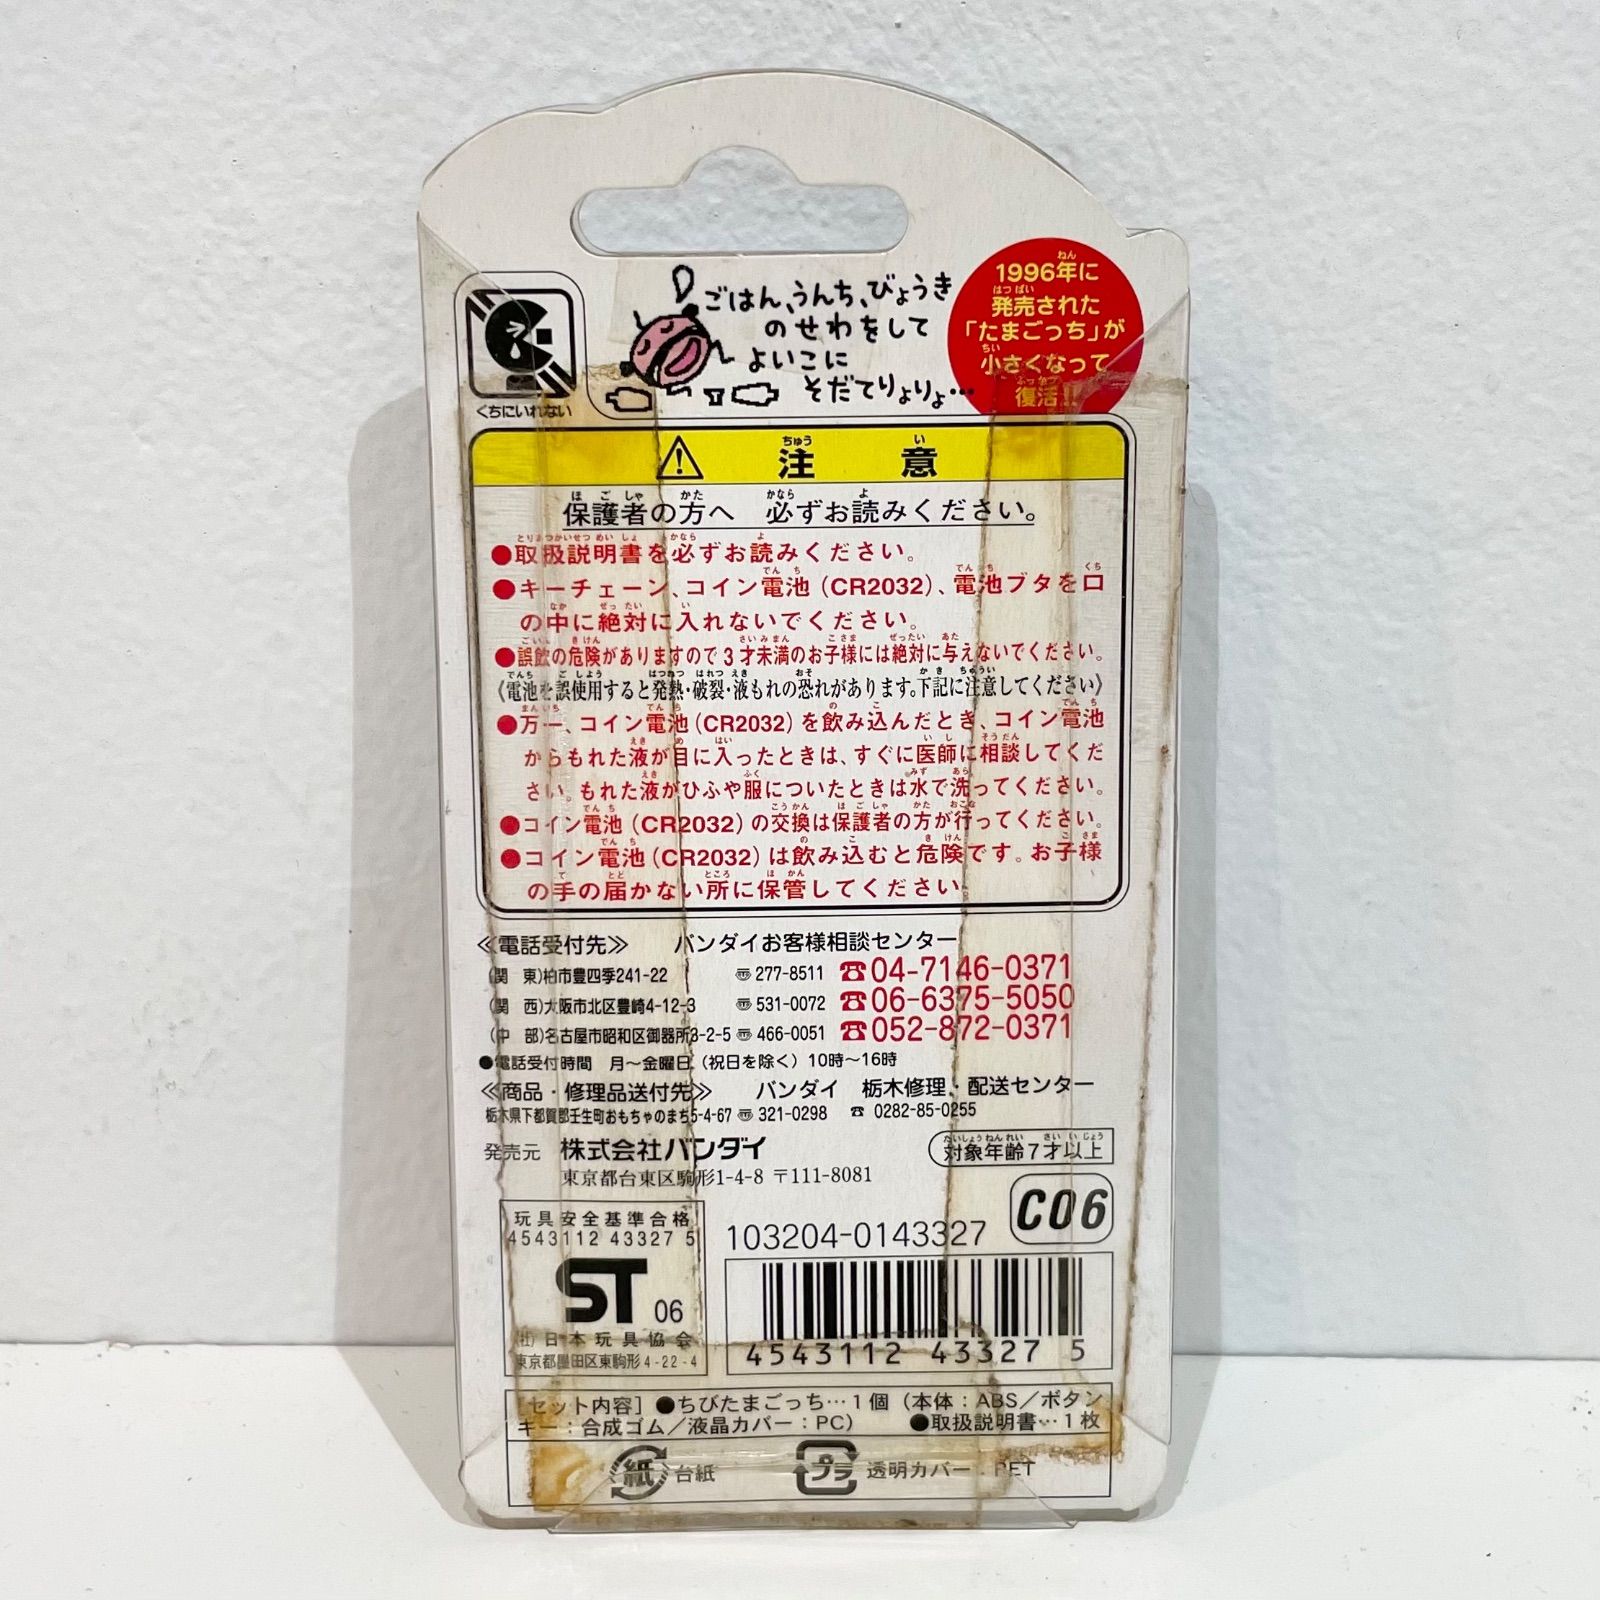 1996年に
発売された
「たまごっち」が
小さくなって
復活!!
ごはん、うんち、びょうき
のせわをして
よいこに
そだてりょりょ…
くちにいれない
注意
保護者の方へ 必ずお読みください。
●取扱説明書を必ずお読みください。
●キーチェーン、コイン電池(CR2032)、電池ブタを口
の中に絶対に入れないでください。
●誤飲の危険がありますので3才未満のお子様には絶対に与えないでください。
《電池を誤使用すると発熱・破裂・液もれの恐れがあります。下記に注意してください》
●万一、コイン電池(CR2032)を飲み込んだとき、コイン電池
からもれた液が目に入ったときは、すぐに医師に相談してくだ
さい。もれた液がひふや服についたときは水で洗ってください。
●コイン電池(CR2032)の交換は保護者の方が行ってください。
●コイン電池(CR2032)は飲み込むと危険です。お子様
の手の届かない所に保管してください。
≪電話受付先≫ バンダイお客様相談センター
(関 東)柏市豊四季241-22 〒277-8511 ☎04-7146-0371
(関 西)大阪市北区豊崎4-12-3 〒531-0072 ☎06-6375-5050
(中 部)名古屋市昭和区御器所3-2-5 〒466-0051 ☎052-872-0371
●電話受付時間 月〜金曜日(祝日を除く)10時〜16時
≪商品・修理品送付先≫ バンダイ 栃木修理・配送センター
栃木県下都賀郡壬生町おもちゃのまち5-4-67 〒321-0298 ☎ 0282-85-0255
発売元 株式会社バンダイ
東京都台東区駒形1-4-8 〒111-8081
対象年齢7才以上
C06
玩具安全基準合格
4543112 43327 5
ST 06
(社)日本玩具協会
東京都墨田区東駒形4-22-4
103204-0143327
4543112 43327 5
[セット内容] ●ちびたまごっち…1個(本体:ABS/ボタン
キー:合成ゴム/液晶カバー:PC) ●取扱説明書…1枚
紙 台紙
プラ 透明カバー:PET